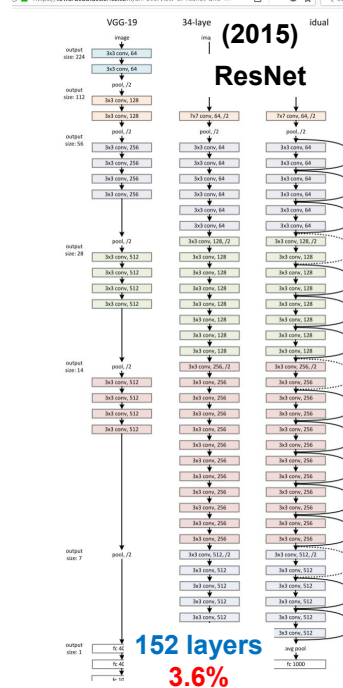 (2015)
ResNet
VGG-19
image
output
size: 224
3x3 conv, 64
3x3 conv, 64
pool, /2
output
size: 112
3x3 conv, 128
3x3 conv, 128
pool, /2
output
size: 56
3x3 conv, 256
3x3 conv, 256
3x3 conv, 256
3x3 conv, 256
pool, /2
output
size: 28
3x3 conv, 512
3x3 conv, 512
3x3 conv, 512
3x3 conv, 512
pool, /2
output
size: 14
3x3 conv, 512
3x3 conv, 512
3x3 conv, 512
3x3 conv, 512
pool, /2
output
size: 7
output
size: 1
fc 40
fc 40
34-laye
ima
7x7 conv, 64, /2
pool, /2
3x3 conv, 64
3x3 conv, 64
3x3 conv, 64
3x3 conv, 64
3x3 conv, 64
3x3 conv, 64
3x3 conv, 128, /2
3x3 conv, 128
3x3 conv, 128
3x3 conv, 128
3x3 conv, 128
3x3 conv, 128
3x3 conv, 128
3x3 conv, 128
3x3 conv, 256, /2
3x3 conv, 256
3x3 conv, 256
3x3 conv, 256
3x3 conv, 256
3x3 conv, 256
3x3 conv, 256
3x3 conv, 256
3x3 conv, 256
3x3 conv, 256
3x3 conv, 256
3x3 conv, 256
3x3 conv, 512, /2
3x3 conv, 512
3x3 conv, 512
3x3 conv, 512
3x3 conv, 512
idual
7x7 conv, 64, /2
pool, /2
3x3 conv, 64
3x3 conv, 64
3x3 conv, 64
3x3 conv, 64
3x3 conv, 64
3x3 conv, 64
3x3 conv, 128, /2
3x3 conv, 128
3x3 conv, 128
3x3 conv, 128
3x3 conv, 128
3x3 conv, 128
3x3 conv, 128
3x3 conv, 128
3x3 conv, 256, /2
3x3 conv, 256
3x3 conv, 256
3x3 conv, 256
3x3 conv, 256
3x3 conv, 256
3x3 conv, 256
3x3 conv, 256
3x3 conv, 256
3x3 conv, 256
3x3 conv, 256
3x3 conv, 256
3x3 conv, 512, /2
3x3 conv, 512
3x3 conv, 512
3x3 conv, 512
3x3 conv, 512
3x3 conv, 512
avg pool
fc 1000
152 layers
3.6%